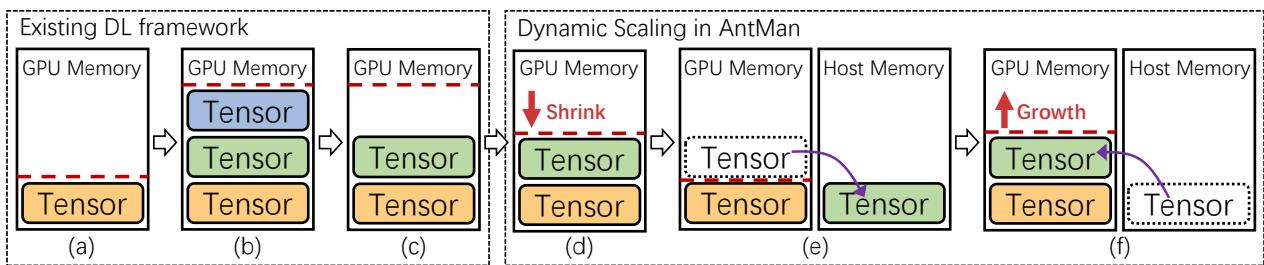 Existing DL framework
Dynamic Scaling in AntMan
GPU Memory
Tensor
(a)
GPU Memory
Tensor
Tensor
Tensor
(b)
GPU Memory
Tensor
Tensor
(c)
GPU Memory
Shrink
Tensor
Tensor
(d)
GPU Memory
Host Memory
Tensor
Tensor
Tensor
(e)
GPU Memory
Host Memory
Growth
Tensor
Tensor
Tensor
(f)